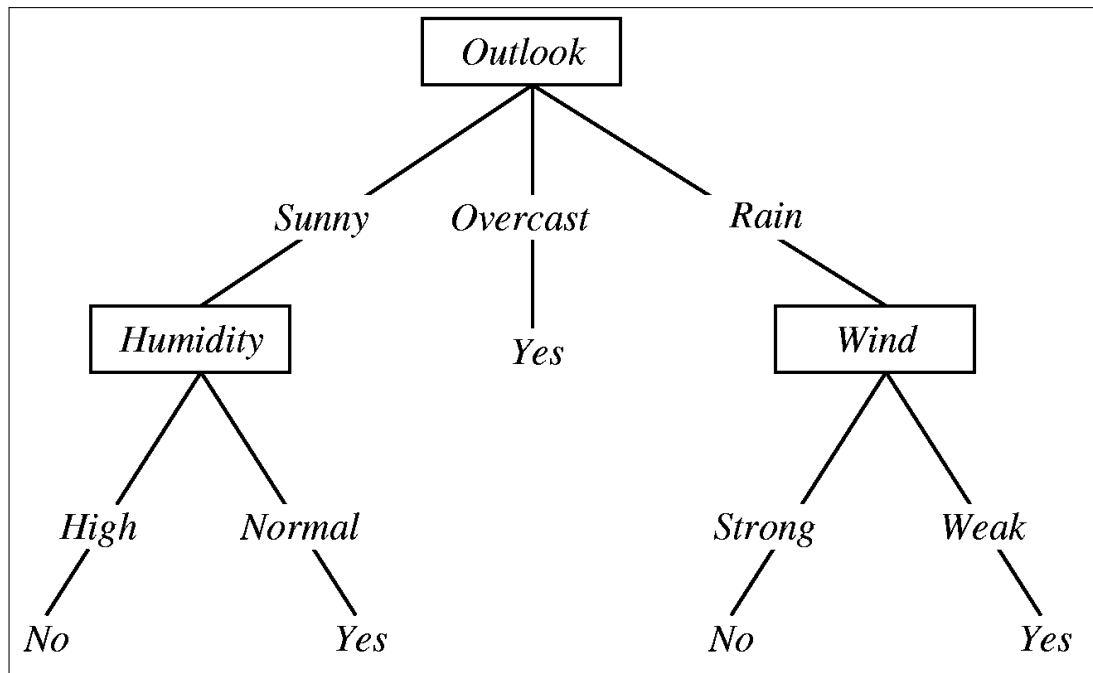 Outlook
Sunny Overcast Rain
Humidity Yes Wind
High Normal Strong Weak
No Yes No Yes